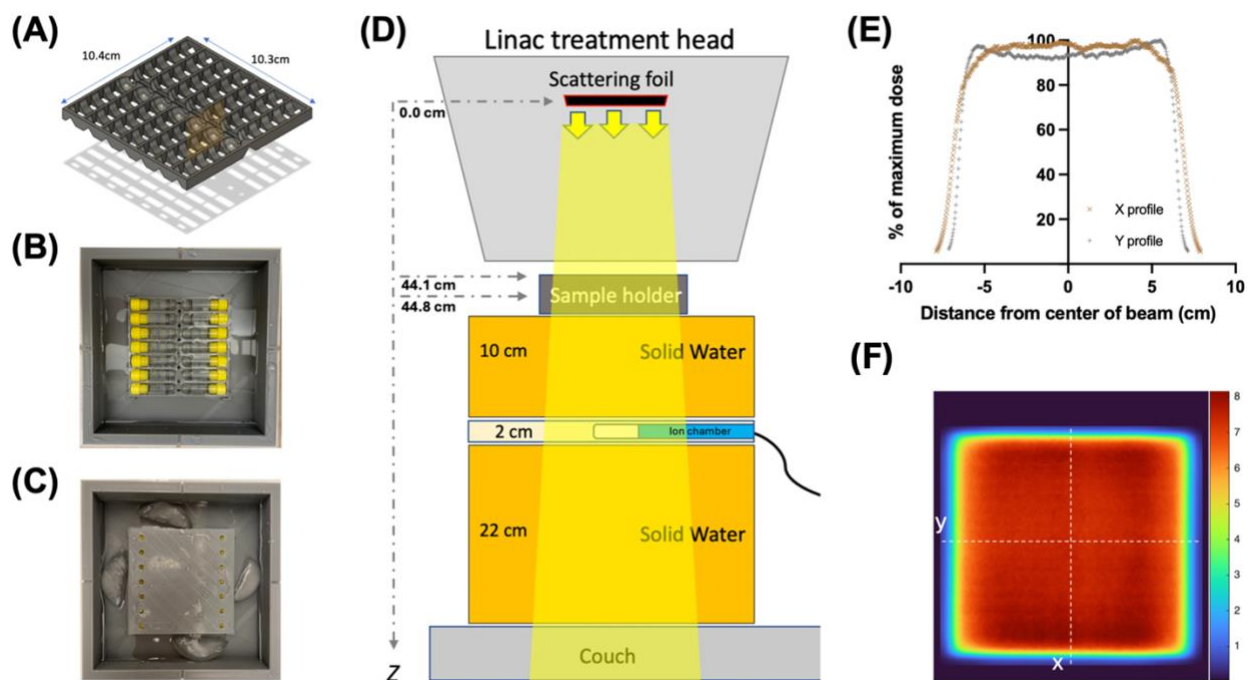 (A)
10.4cm
10.3cm
(B)
(C)
(D)
Linac treatment head
Scattering foil
0.0 cm
44.1 cm
44.8 cm
Sample holder
10 cm
Solid Water
2 cm
Ion chamber
22 cm
Solid Water
Couch
Z
(E)
% of maximum dose
100
80
60
40
20
X profile
Y profile
-10
-5
0
5
10
Distance from center of beam (cm)
(F)
y
x
8
7
6
5
4
3
2
1